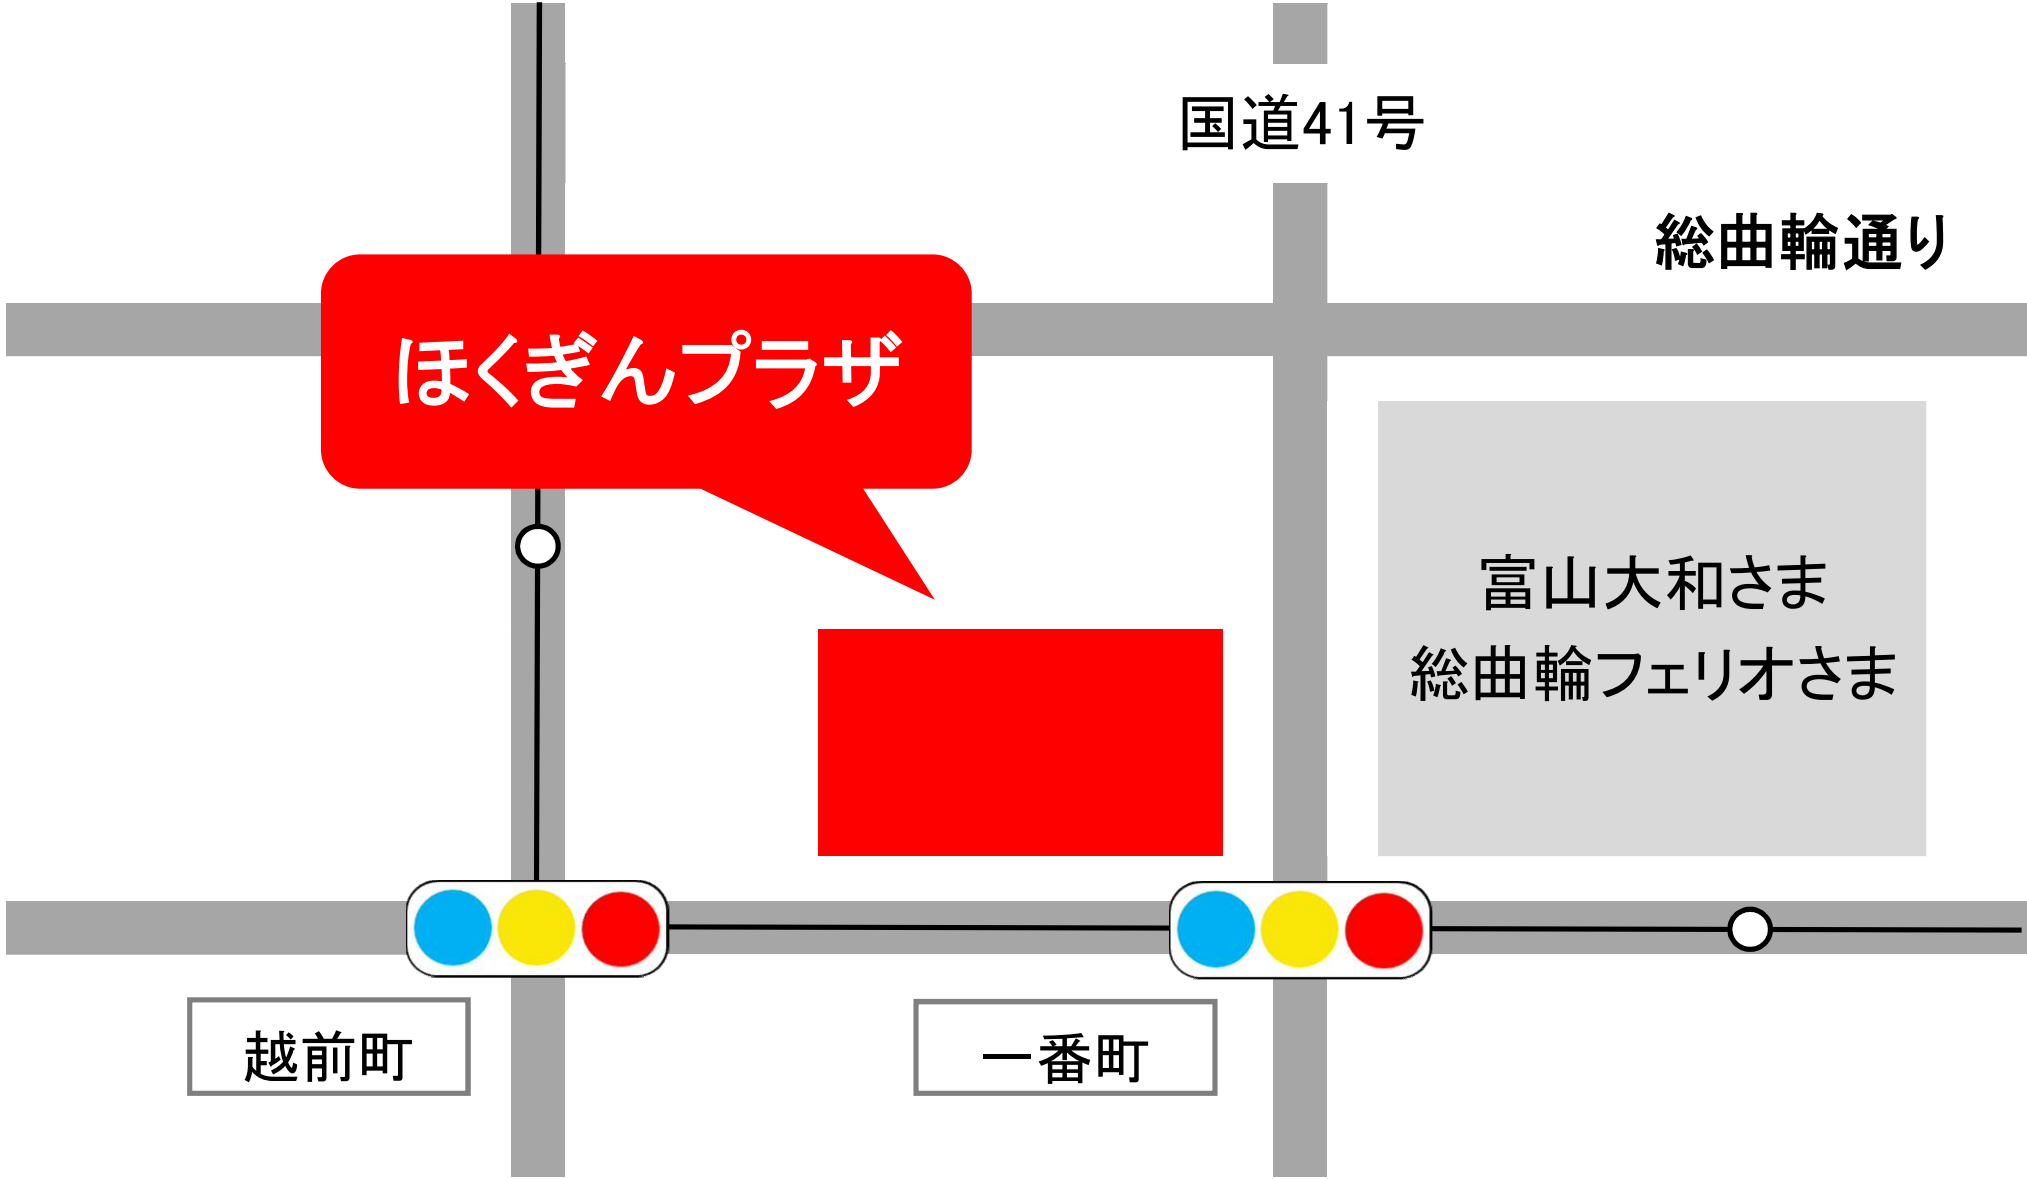 国道41号
総曲輪通り
ほくぎんプラザ
富山大和さま
総曲輪フェリオさま
越前町
一番町